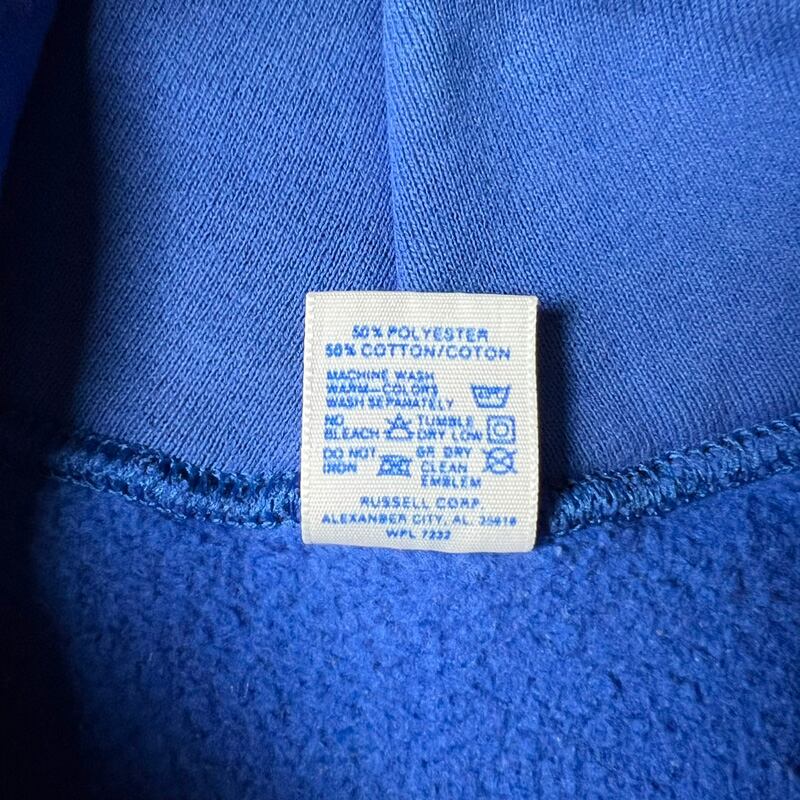 50% POLYESTER
50% COTTON/COTON
MACHINE WASH
WARM—COLORS
WASH SEPARATELY
NO BLEACH
TUMBLE DRY LOW
DO NOT IRON
OR DRY CLEAN EMBLEM
RUSSELL CORP.
ALEXANDER CITY, AL.
WPL 7232